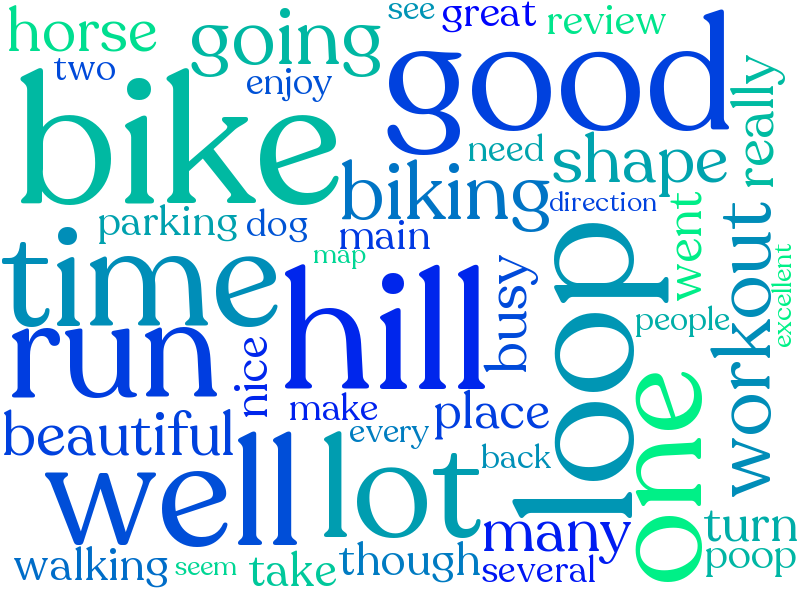 see
great
horse
going
review
two
enjoy
good
bike
really
need
shape
biking
direction
parking
dog
main
went
workout
time
map
excellent
hill
busy
loop
people
run
nice
make
place
one
beautiful
every
well
lot
back
many
turn
walking
seem
take
though
several
poop